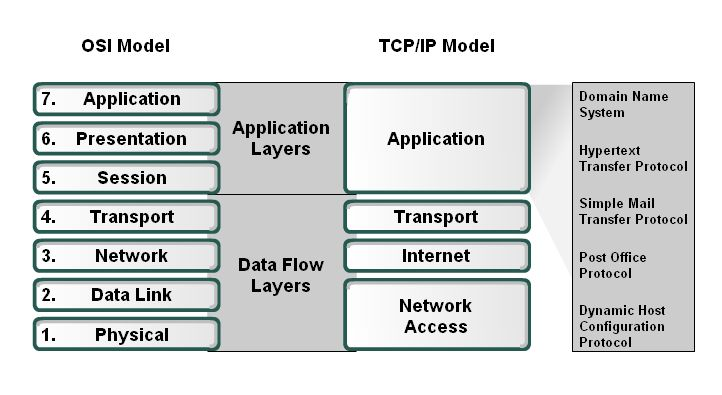 OSI Model
TCP/IP Model
7. Application
6. Presentation
5. Session
4. Transport
3. Network
2. Data Link
1. Physical
Application
Layers
Data Flow
Layers
Application
Transport
Internet
Network
Access
Domain Name
System
Hypertext
Transfer Protocol
Simple Mail
Transfer Protocol
Post Office
Protocol
Dynamic Host
Configuration
Protocol